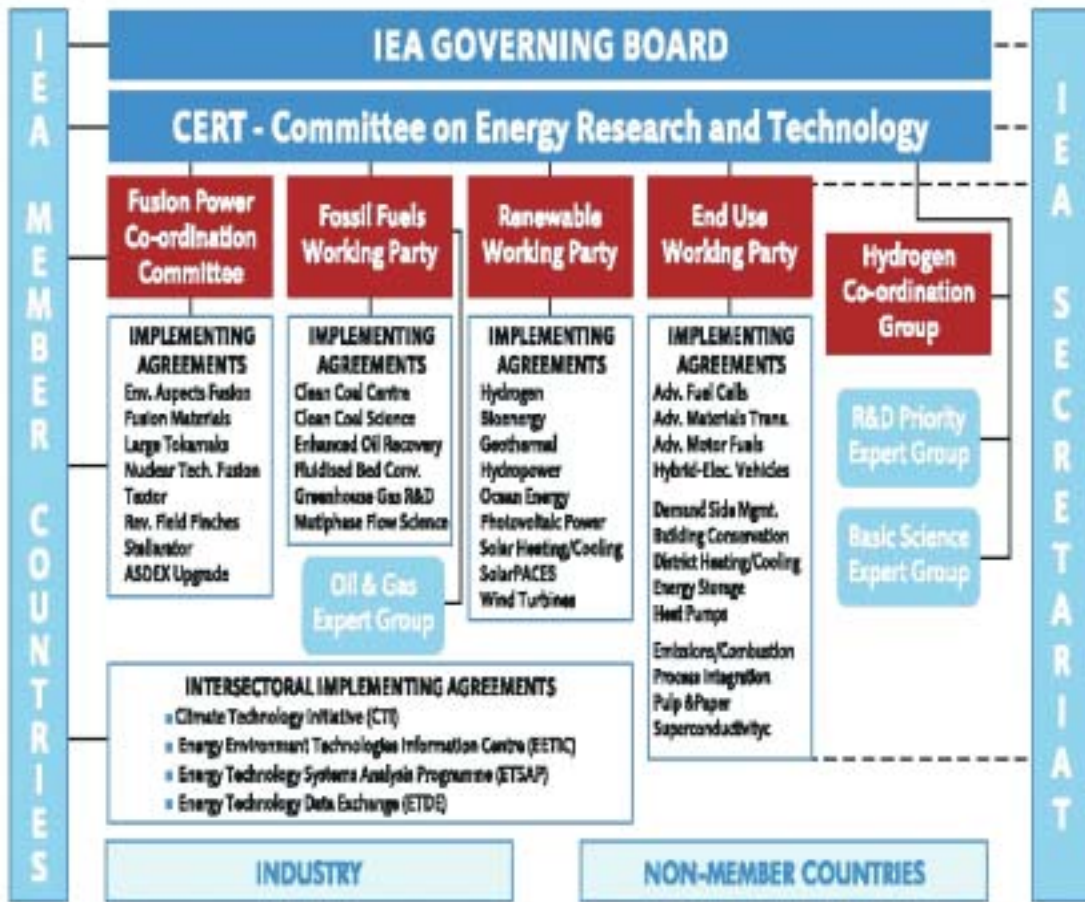 IEA MEMBER COUNTRIES
IEA GOVERNING BOARD
CERT - Committee on Energy Research and Technology
Fusion Power
Co-ordination
Committee
Fossil Fuels
Working Party
Renewable
Working Party
End Use
Working Party
Hydrogen
Co-ordination
Group
IMPLEMENTING
AGREEMENTS
Env. Aspects Fusion
Fusion Materials
Large Tokamaks
Nuclear Tech. Fusion
Textor
Rev. Field Pinches
Stellarator
ASDEX Upgrade
IMPLEMENTING
AGREEMENTS
Clean Coal Centre
Clean Coal Science
Enhanced Oil Recovery
Fluidised Bed Conv.
Greenhouse Gas R&D
Mutiphase Flow Science
Oil & Gas
Expert Group
IMPLEMENTING
AGREEMENTS
Hydrogen
Bioenergy
Geothermal
Hydropower
Ocean Energy
Photovoltaic Power
Solar Heating/Cooling
SolarPACES
Wind Turbines
IMPLEMENTING
AGREEMENTS
Adv. Fuel Cells
Adv. Materials Trans.
Adv. Motor Fuels
Hybrid-Elec. Vehicles
Demand Side Mgmt.
Building Conservation
District Heating/Cooling
Energy Storage
Heat Pumps
Emissions/Combustion
Process Integration
Pulp &Paper
Superconductivityc
R&D Priority
Expert Group
Basic Science
Expert Group
INTERSECTORAL IMPLEMENTING AGREEMENTS
Climate Technology Initiative (CTI)
Energy Environment Technologies Information Centre (EETIC)
Energy Technology Systems Analysis Programme (ETSAP)
Energy Technology Data Exchange (ETDE)
INDUSTRY
NON-MEMBER COUNTRIES
IEA SECRETARIAT